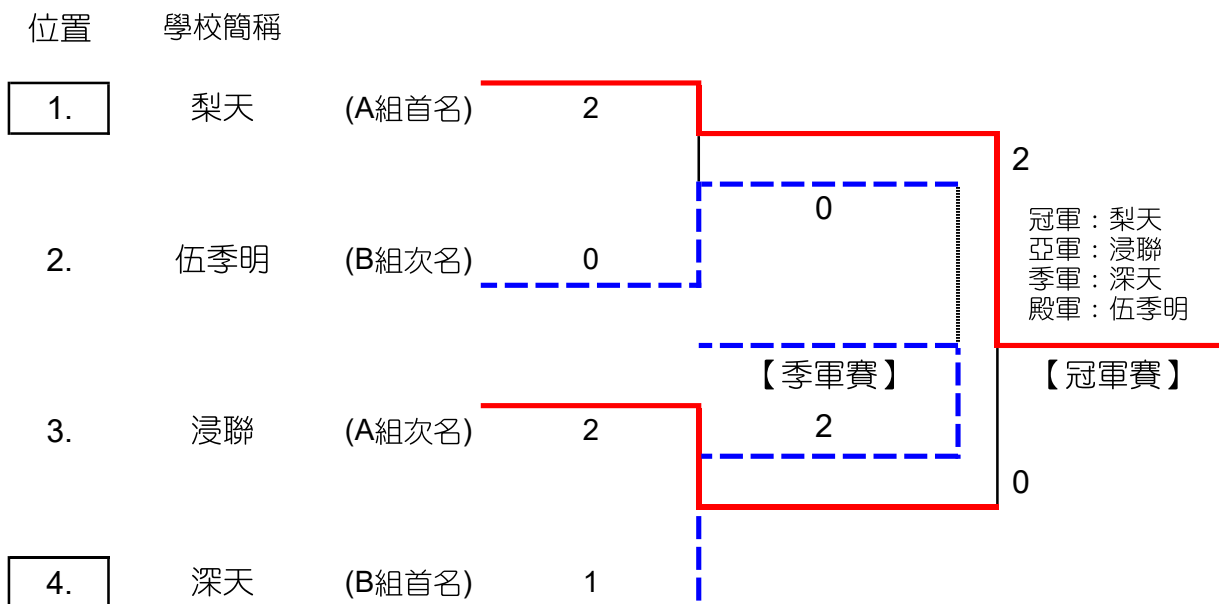 位置 學校簡稱
1. 梨天 (A組首名) 2
2
0
冠軍：梨天
亞軍：浸聯
季軍：深天
殿軍：伍季明
2. 伍季明 (B組次名) 0
【季軍賽】 【冠軍賽】
3. 浸聯 (A組次名) 2 2
0
4. 深天 (B組首名) 1